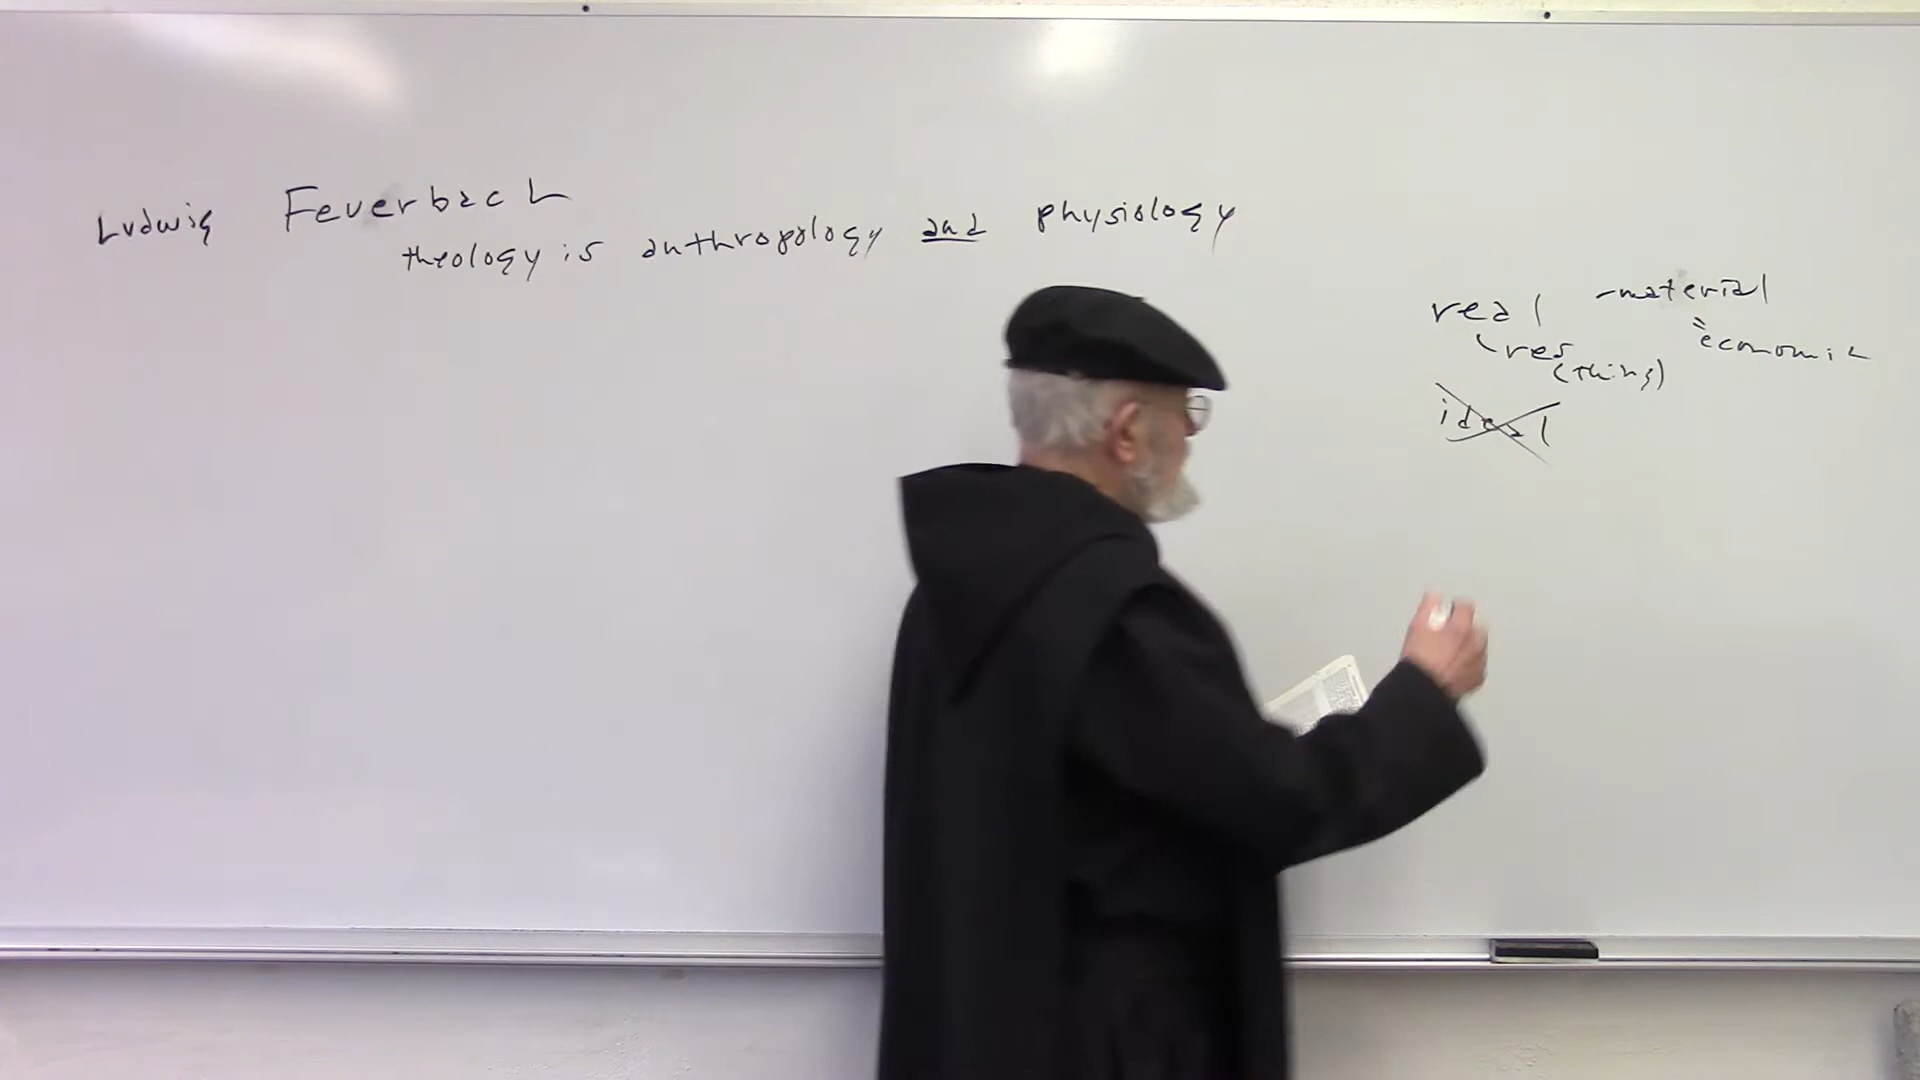 Ludwig Feuerbach
theology is anthropology and physiology
real - material
res = economic
(thing)
ideal